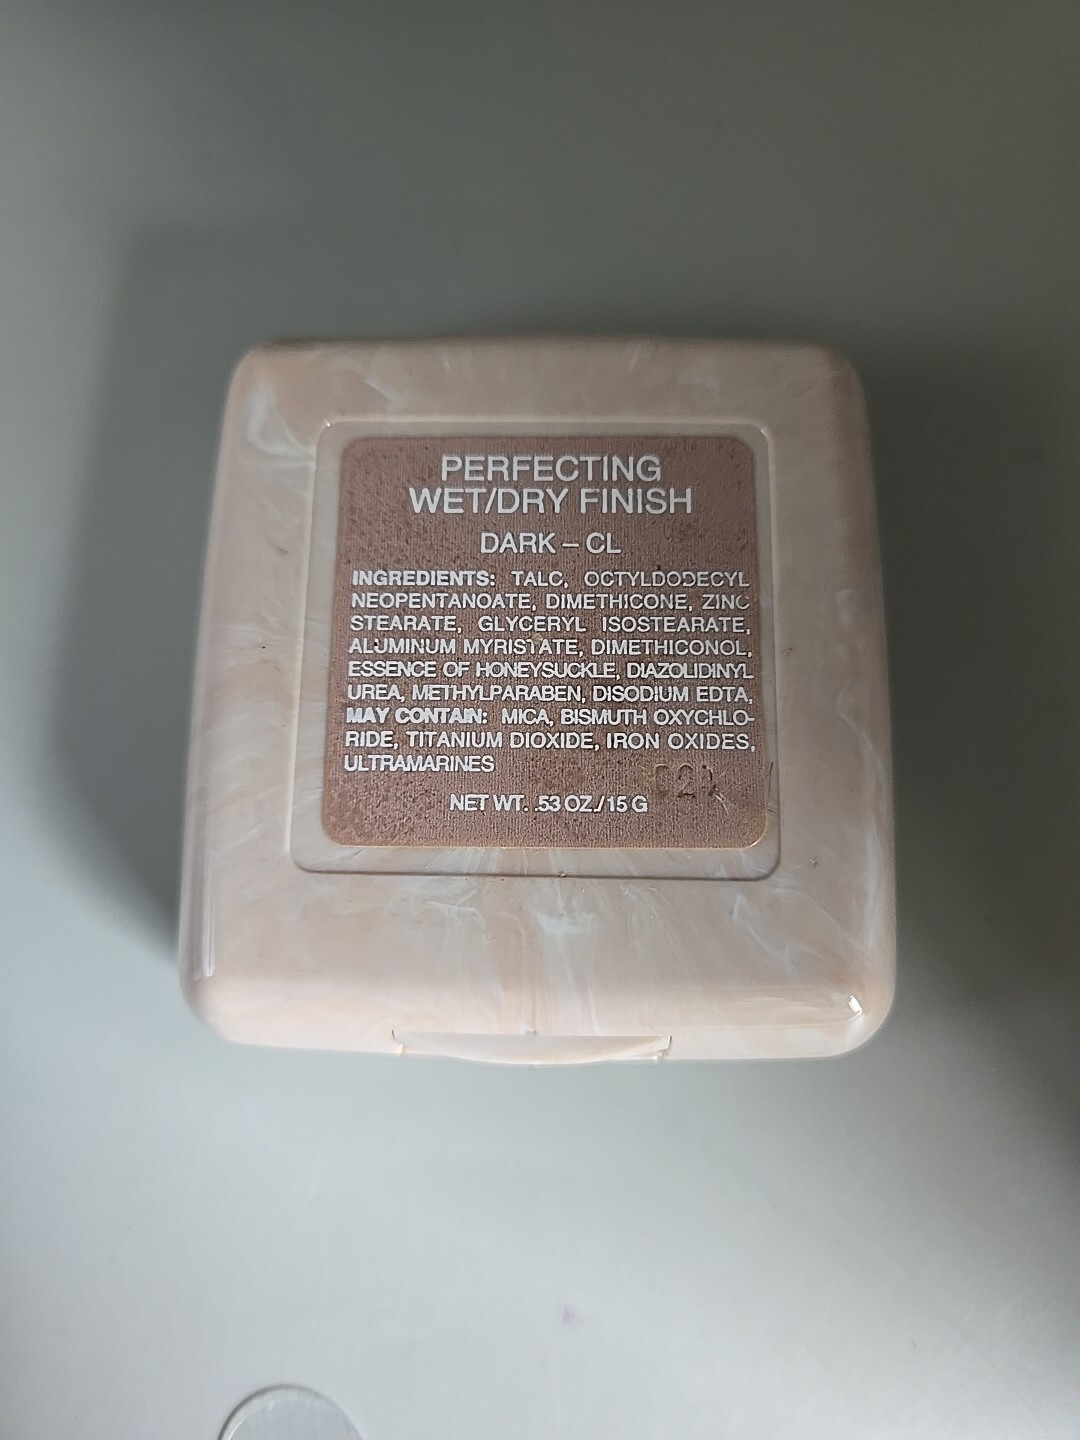 PERFECTING
WET/DRY FINISH
DARK – CL
INGREDIENTS: TALC, OCTYLDODECYL
NEOPENTANOATE, DIMETHICONE, ZINC
STEARATE, GLYCERYL ISOSTEARATE,
ALUMINUM MYRISTATE, DIMETHICONOL,
ESSENCE OF HONEYSUCKLE, DIAZOLIDINYL
UREA, METHYLPARABEN, DISODIUM EDTA,
MAY CONTAIN: MICA, BISMUTH OXYCHLO-
RIDE, TITANIUM DIOXIDE, IRON OXIDES,
ULTRAMARINES
NET WT. .53 OZ./15 G